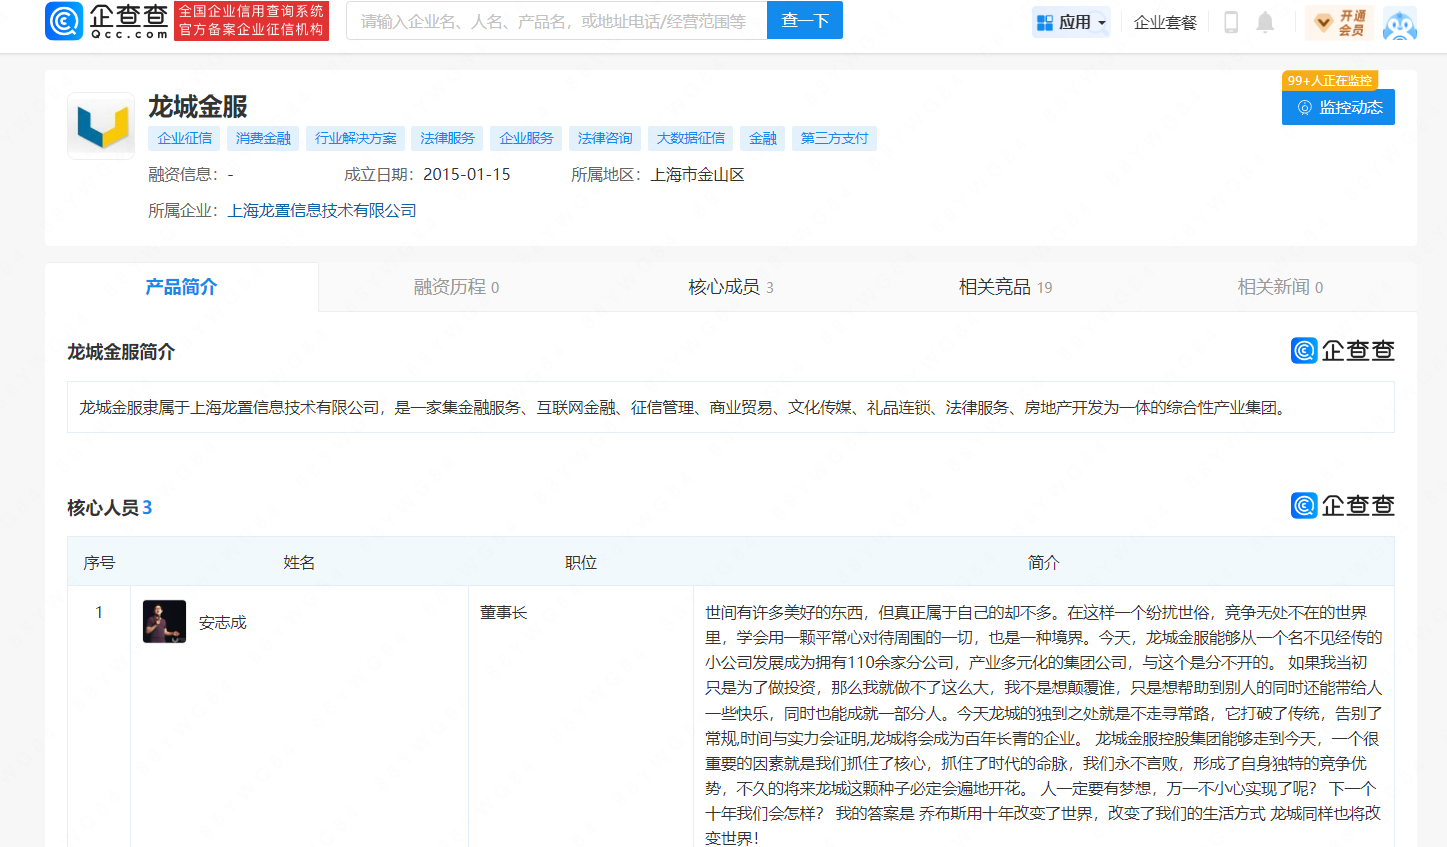 企查查
Qcc.com
全国企业信用查询系统
官方备案企业征信机构
请输入企业名、人名、产品名，或地址电话/经营范围等
查一下
应用
企业套餐
开通
会员
龙城金服
99+人正在监控
监控动态
企业征信 消费金融 行业解决方案 法律服务 企业服务 法律咨询 大数据征信 金融 第三方支付
融资信息：- 成立日期：2015-01-15 所属地区：上海市金山区
所属企业：上海龙置信息技术有限公司
产品简介 融资历程 0 核心成员 3 相关竞品 19 相关新闻 0
龙城金服简介
企查查
龙城金服隶属于上海龙置信息技术有限公司，是一家集金融服务、互联网金融、征信管理、商业贸易、文化传媒、礼品连锁、法律服务、房地产开发为一体的综合性产业集团。
核心人员 3
企查查
序号 姓名 职位 简介
1 安志成 董事长
世间有许多美好的东西，但真正属于自己的却不多。在这样一个纷扰世俗，竞争无处不在的世界
里，学会用一颗平常心对待周围的一切，也是一种境界。今天，龙城金服能够从一个名不见经传的
小公司发展成为拥有110余家分公司，产业多元化的集团公司，与这个是分不开的。 如果我当初
只是为了做投资，那么我就做不了这么大，我不是想颠覆谁，只是想帮助到别人的同时还能带给人
一些快乐，同时也能成就一部分人。今天龙城的独到之处就是不走寻常路，它打破了传统，告别了
常规,时间与实力会证明,龙城将会成为百年长青的企业。 龙城金服控股集团能够走到今天，一个很
重要的因素就是我们抓住了核心，抓住了时代的命脉，我们永不言败，形成了自身独特的竞争优
势，不久的将来龙城这颗种子必定会遍地开花。 人一定要有梦想，万一不小心实现了呢？ 下一个
十年我们会怎样？ 我的答案是 乔布斯用十年改变了世界，改变了我们的生活方式 龙城同样也将改
变世界！